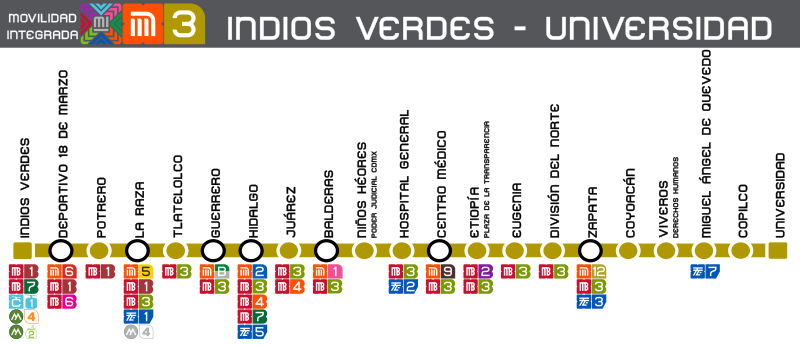 MOVILIDAD
INTEGRADA
3
INDIOS VERDES - UNIVERSIDAD
INDIOS VERDES
DEPORTIVO 18 DE MARZO
POTRERO
LA RAZA
TLATELOLCO
GUERRERO
HIDALGO
JUÁREZ
BALDERAS
NIÑOS HÉORES
PODER JUDICIAL CDMX
HOSPITAL GENERAL
CENTRO MÉDICO
ETIOPÍA
PLAZA DE LA TRANSPARENCIA
EUGENIA
DIVISIÓN DEL NORTE
ZAPATA
COYOACÁN
VIVEROS
DERECHOS HUMANOS
MIGUEL ÁNGEL DE QUEVEDO
COPILCO
UNIVERSIDAD
1 6 1 5 3 B 2 3 1 3 9 2 3 3 12 7
7 1 1 3 3 4 3 2 3 3 3
1 6 3 4 3
4 1 7
2 4 5